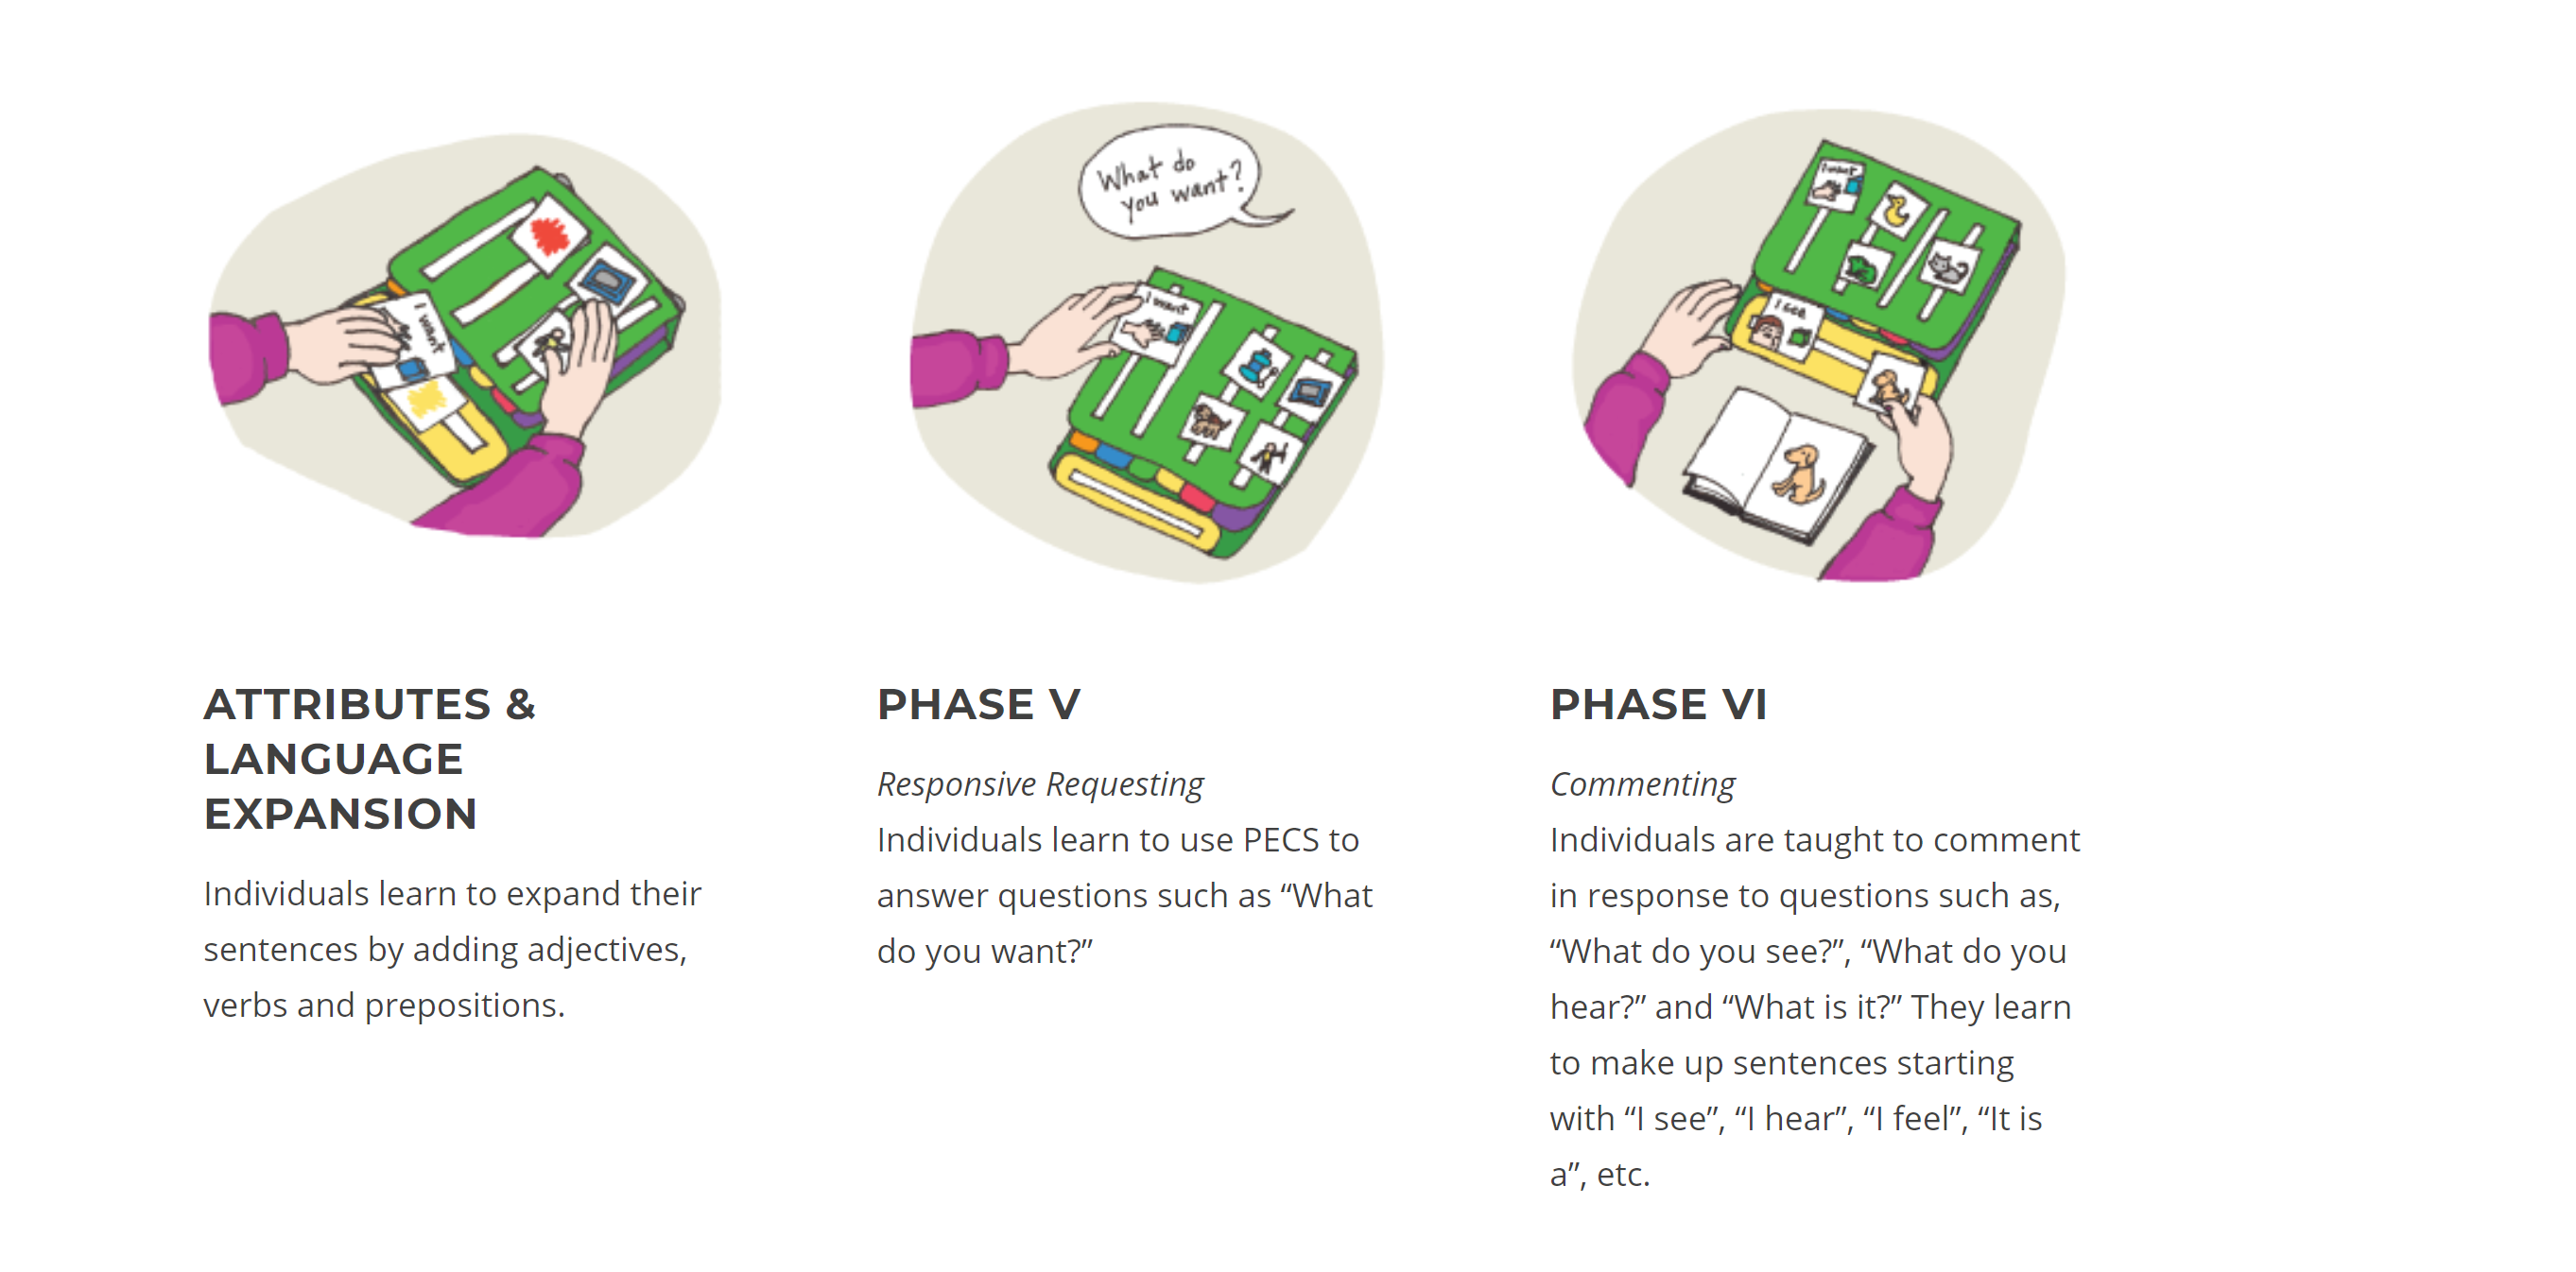 I want
What do
you want?
I want
I want
I see
ATTRIBUTES &
LANGUAGE
EXPANSION
Individuals learn to expand their
sentences by adding adjectives,
verbs and prepositions.
PHASE V
Responsive Requesting
Individuals learn to use PECS to
answer questions such as “What
do you want?”
PHASE VI
Commenting
Individuals are taught to comment
in response to questions such as,
“What do you see?”, “What do you
hear?” and “What is it?” They learn
to make up sentences starting
with “I see”, “I hear”, “I feel”, “It is
a”, etc.